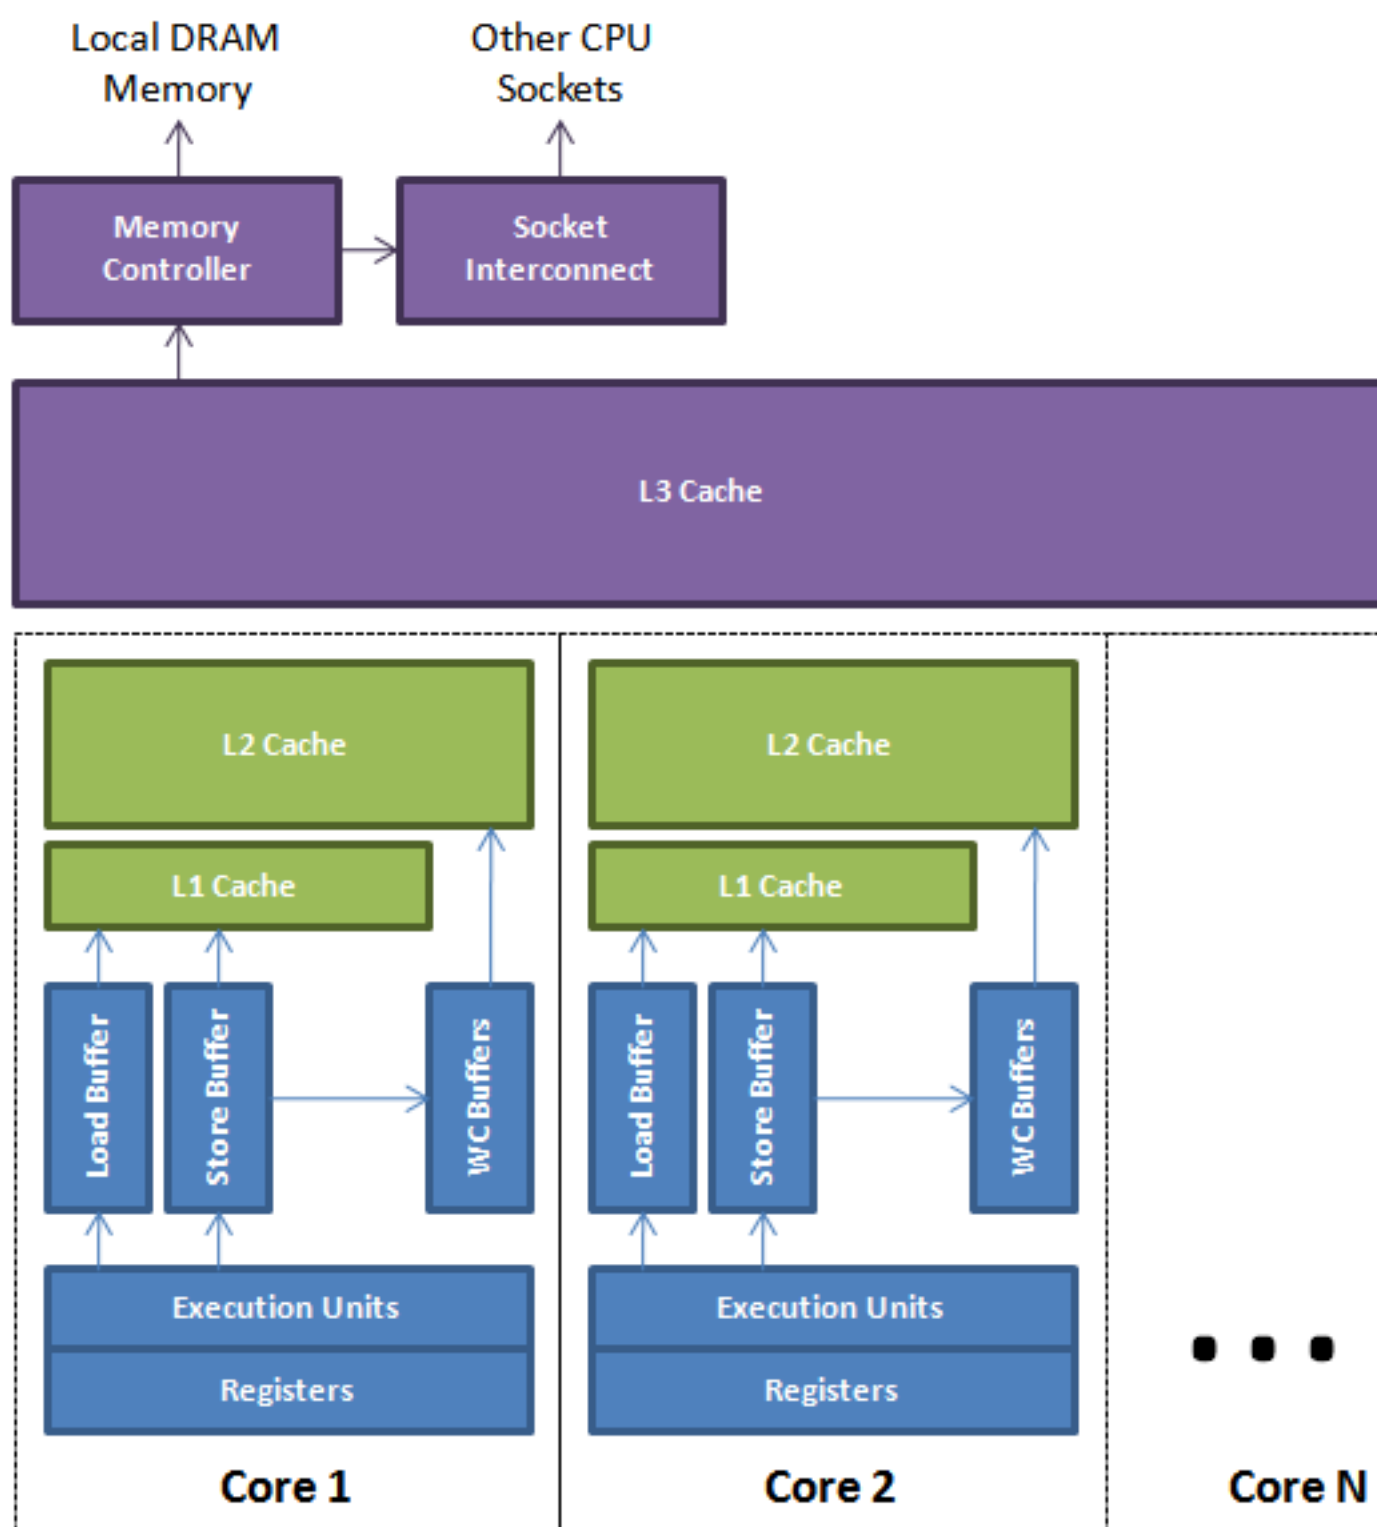 Local DRAM
Memory
Other CPU
Sockets
Memory
Controller
Socket
Interconnect
L3 Cache
L2 Cache
L2 Cache
L1 Cache
L1 Cache
Load Buffer
Store Buffer
WC Buffers
Load Buffer
Store Buffer
WC Buffers
Execution Units
Execution Units
Registers
Registers
Core 1
Core 2
Core N